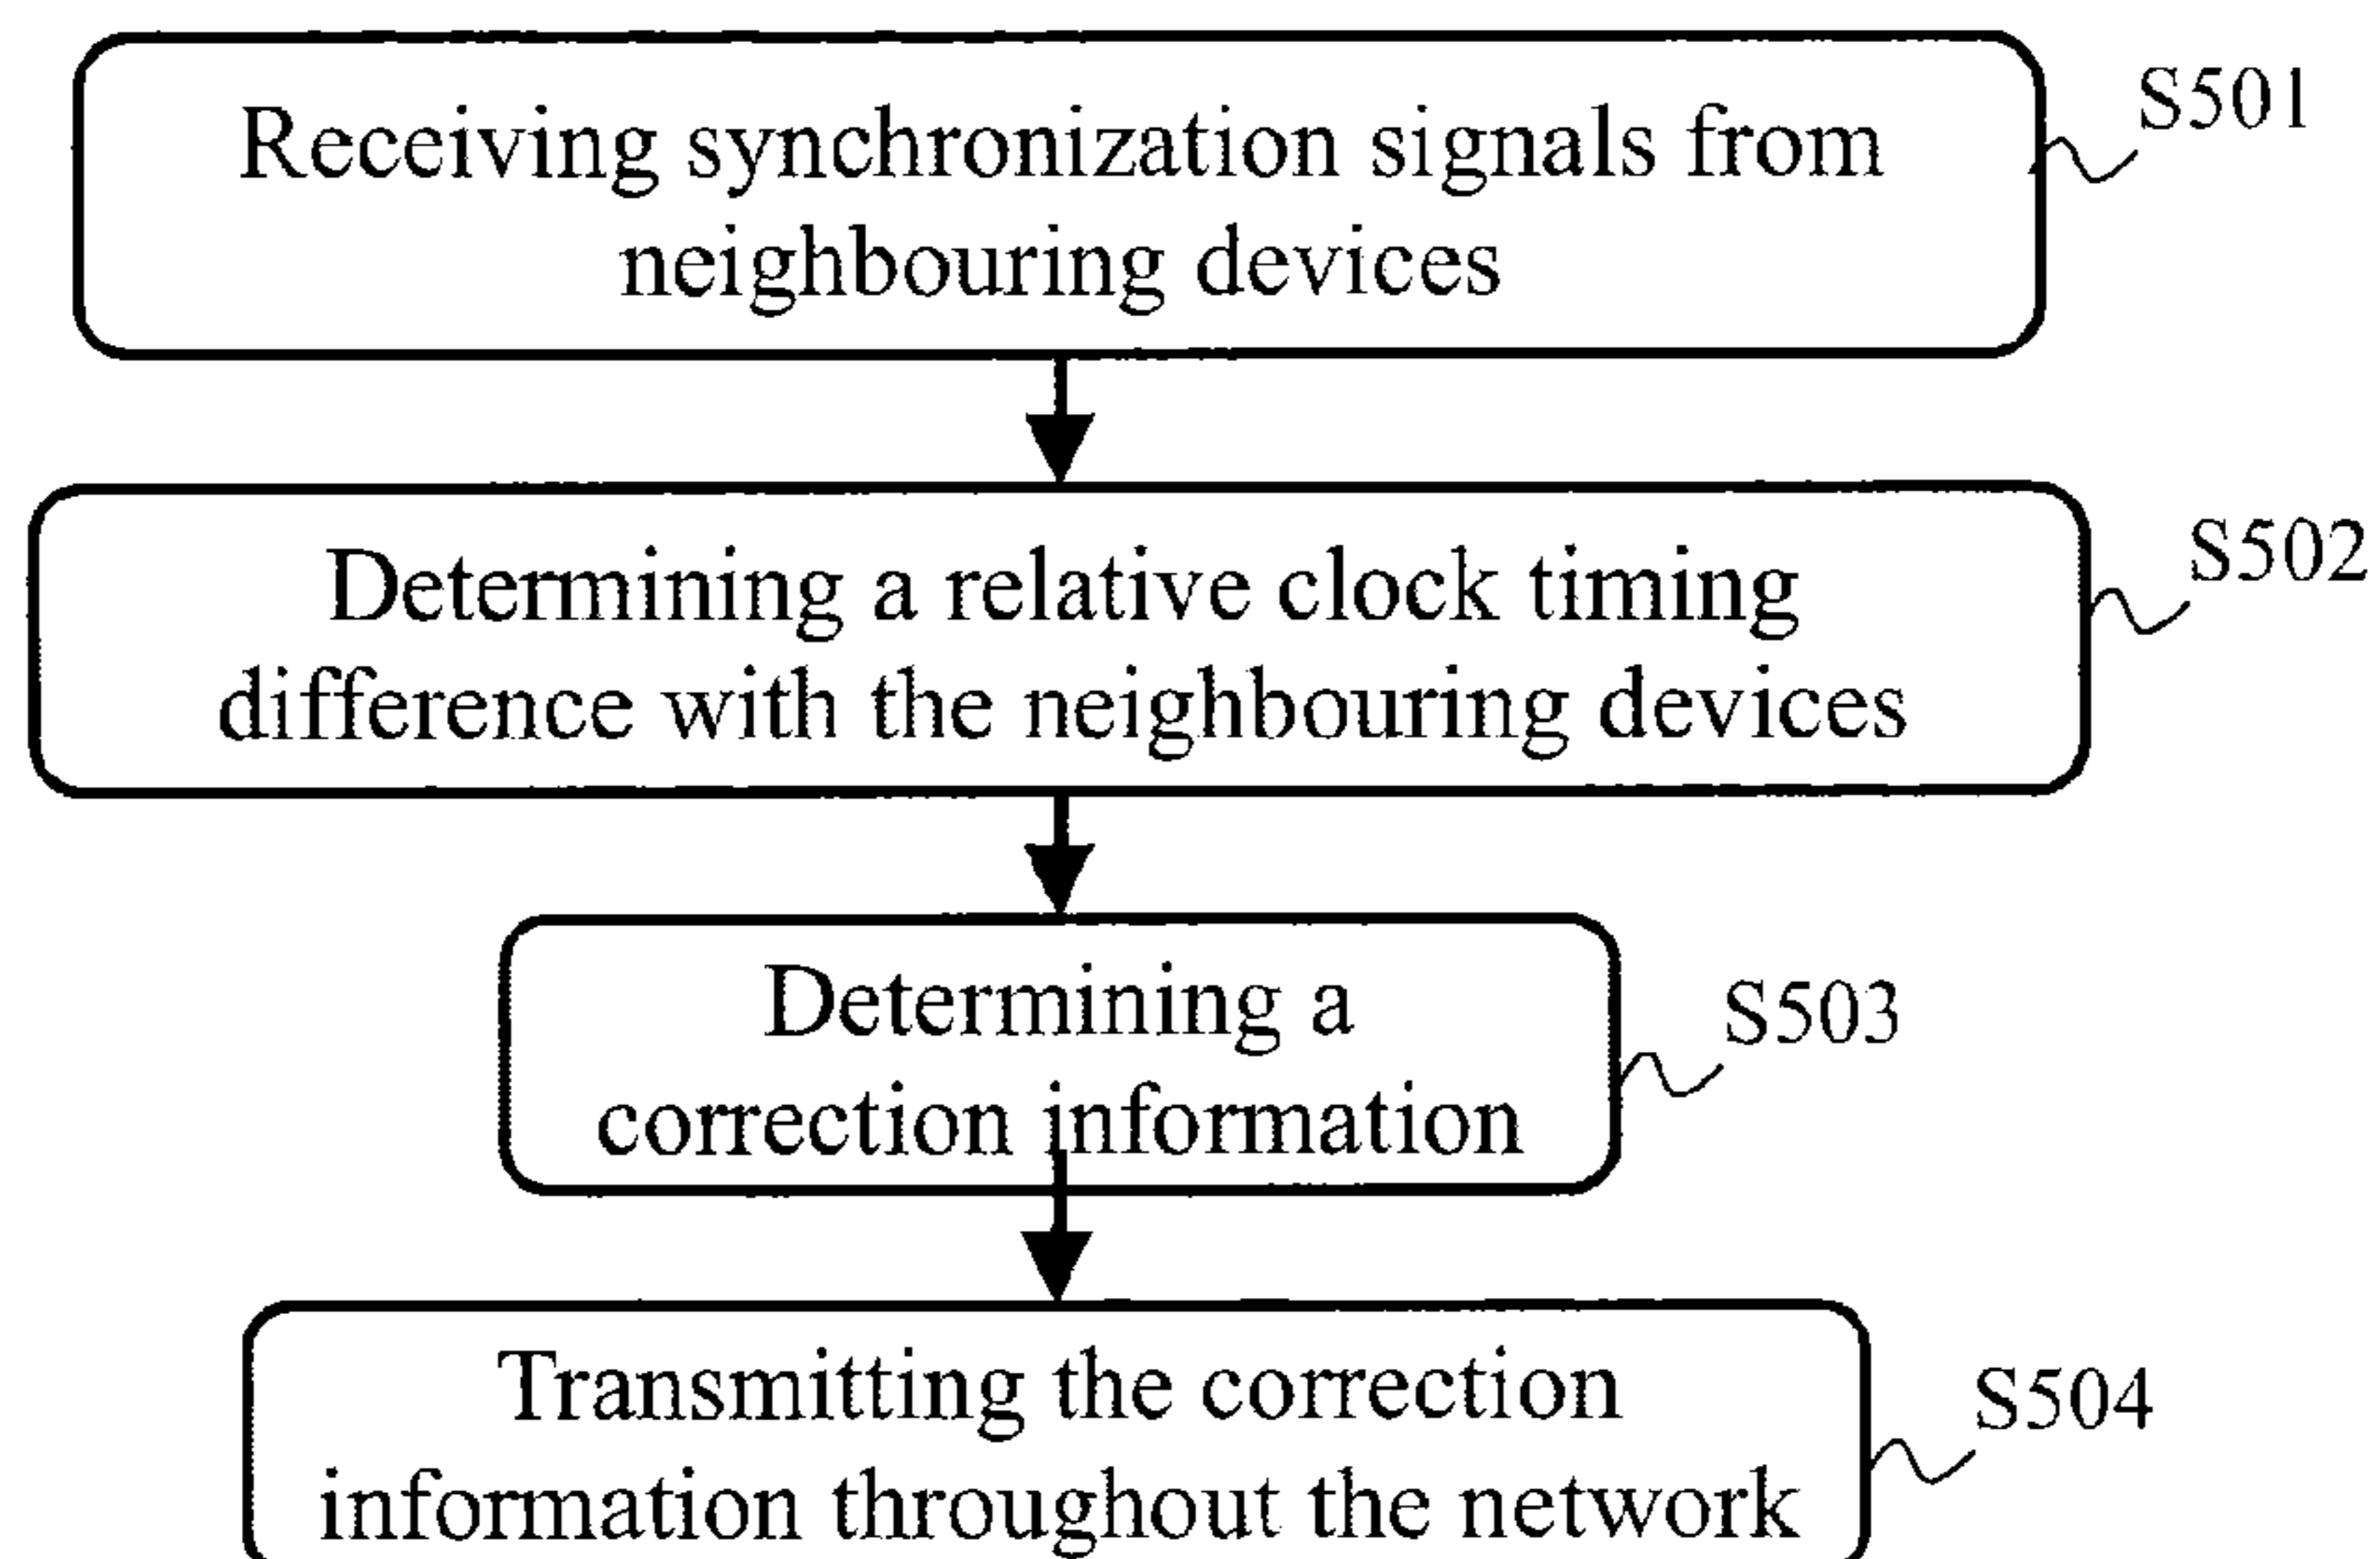 Receiving synchronization signals from
neighbouring devices
S501
Determining a relative clock timing
difference with the neighbouring devices
S502
Determining a
correction information
S503
Transmitting the correction
information throughout the network
S504